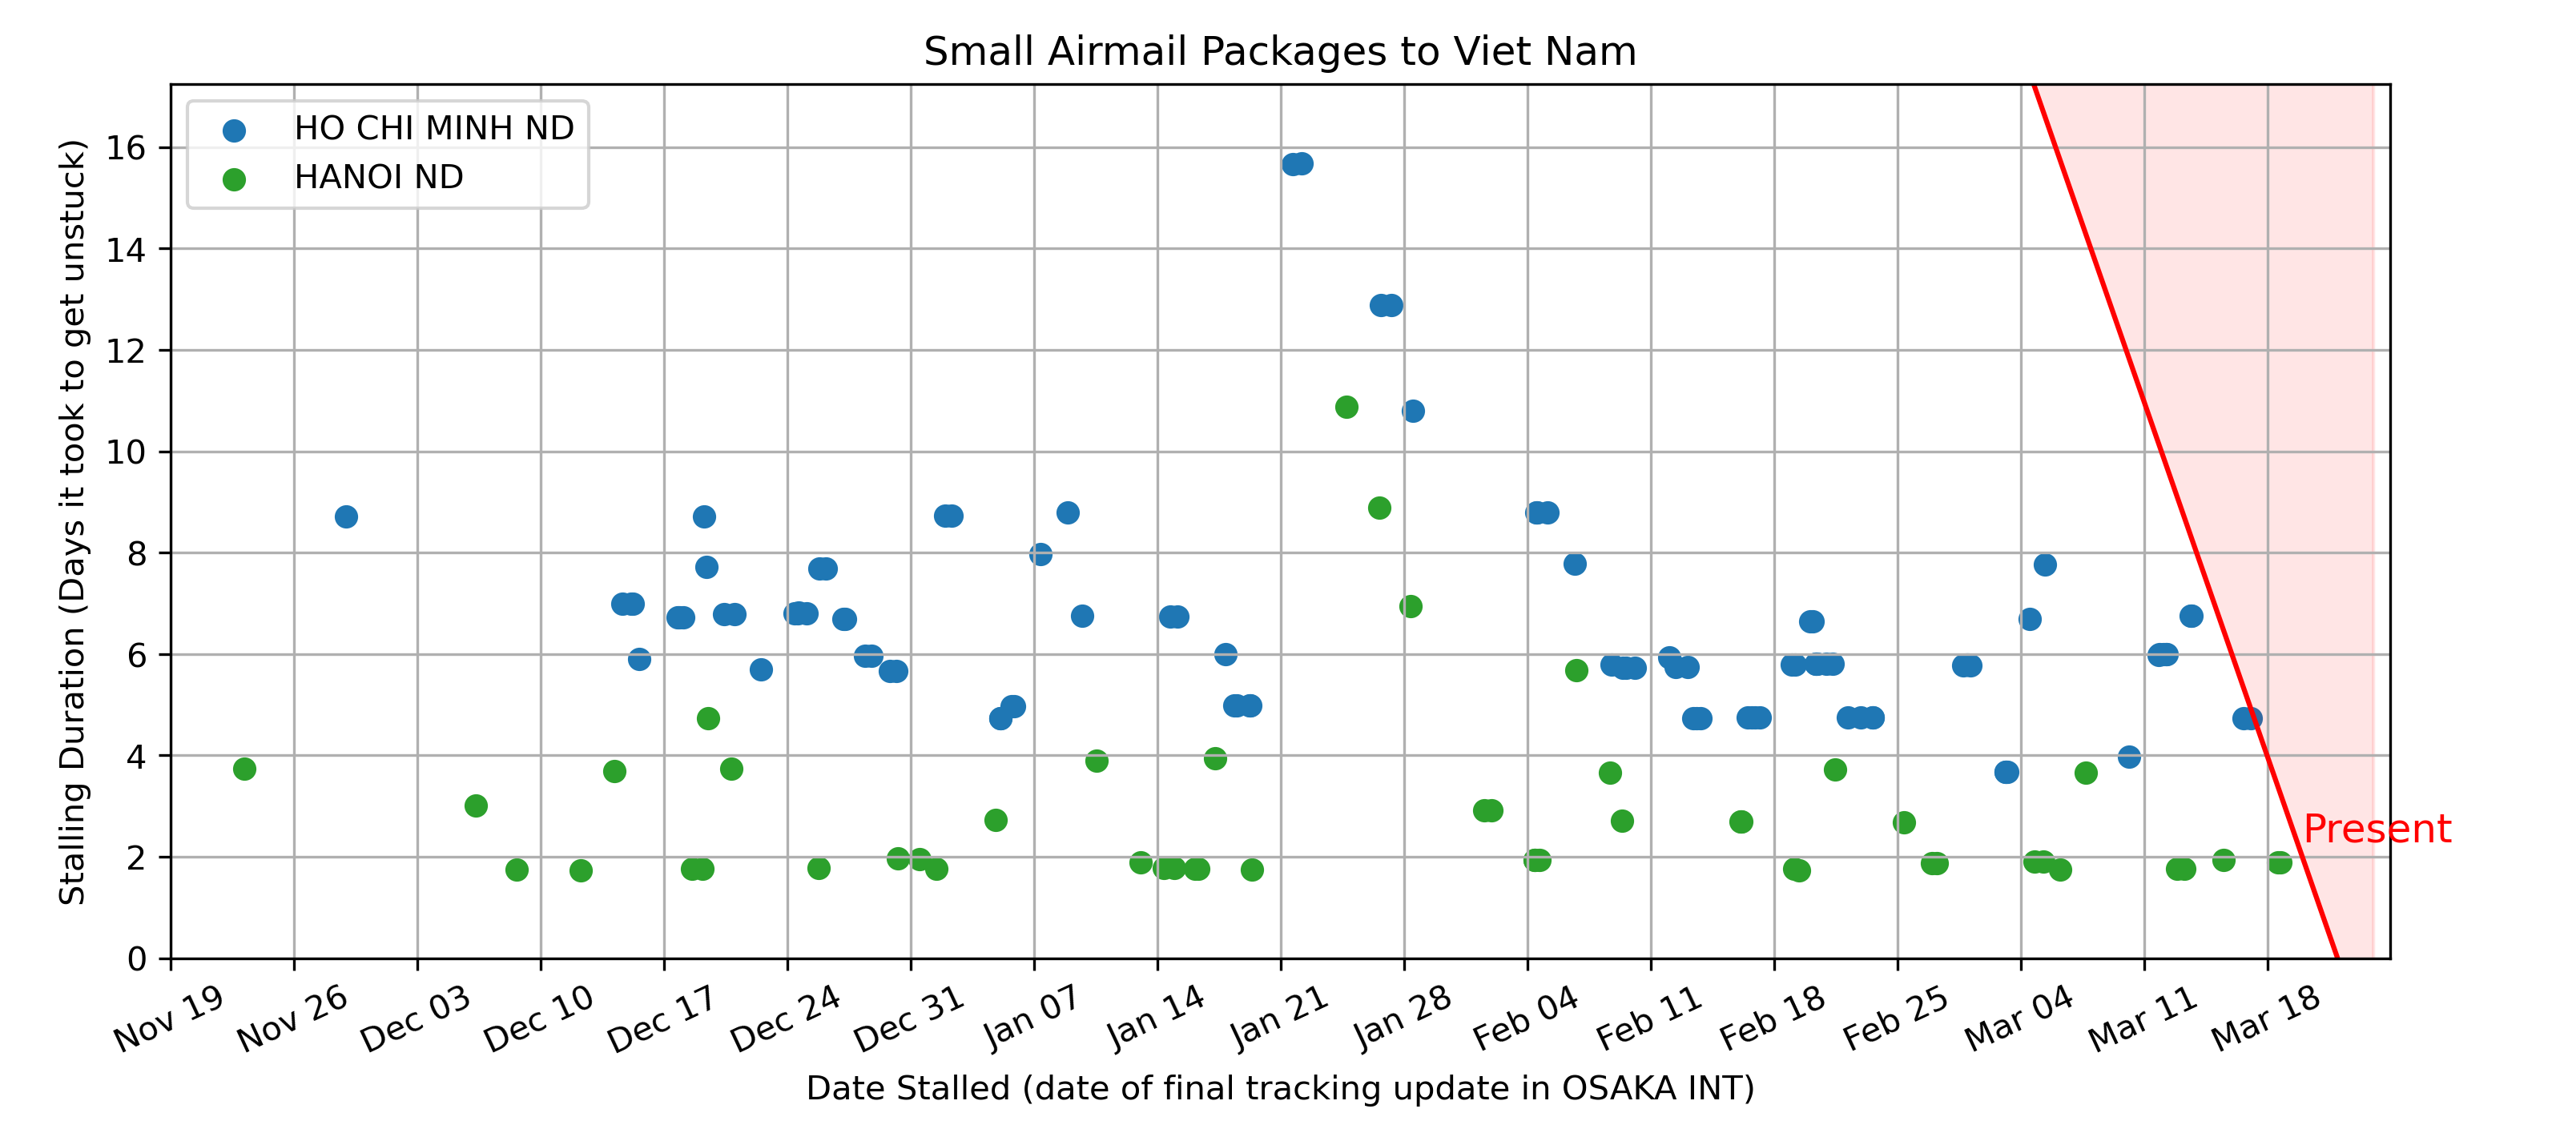 Small Airmail Packages to Viet Nam
HO CHI MINH ND
HANOI ND
Stalling Duration (Days it took to get unstuck)
16
14
12
10
8
6
4
2
0
Present
Nov 19
Nov 26
Dec 03
Dec 10
Dec 17
Dec 24
Dec 31
Jan 07
Jan 14
Jan 21
Jan 28
Feb 04
Feb 11
Feb 18
Feb 25
Mar 04
Mar 11
Mar 18
Date Stalled (date of final tracking update in OSAKA INT)